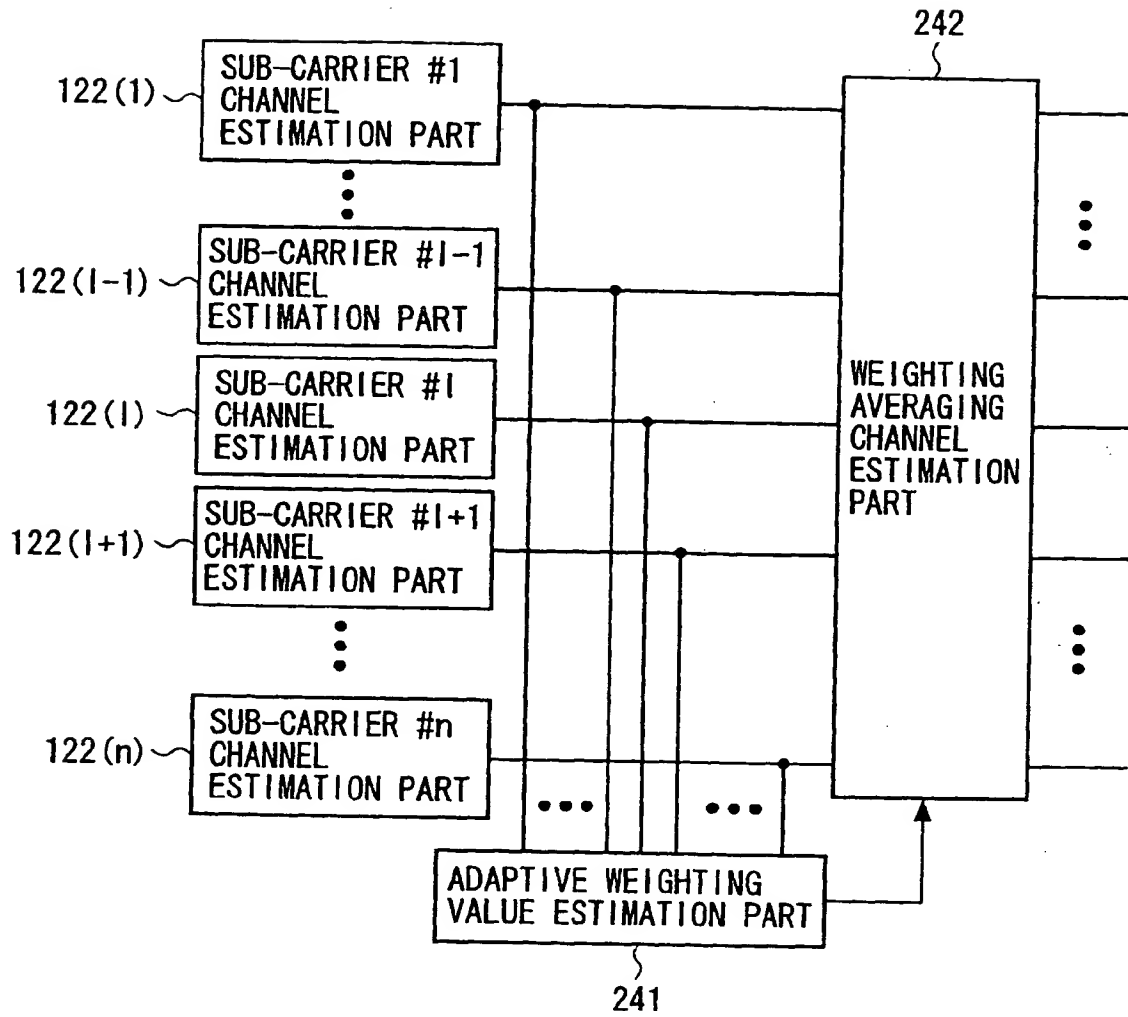 242
122(1)
SUB-CARRIER #1
CHANNEL
ESTIMATION PART
122(l-1)
SUB-CARRIER #l-1
CHANNEL
ESTIMATION PART
122(l)
SUB-CARRIER #l
CHANNEL
ESTIMATION PART
122(l+1)
SUB-CARRIER #l+1
CHANNEL
ESTIMATION PART
122(n)
SUB-CARRIER #n
CHANNEL
ESTIMATION PART
WEIGHTING
AVERAGING
CHANNEL
ESTIMATION
PART
ADAPTIVE WEIGHTING
VALUE ESTIMATION PART
241